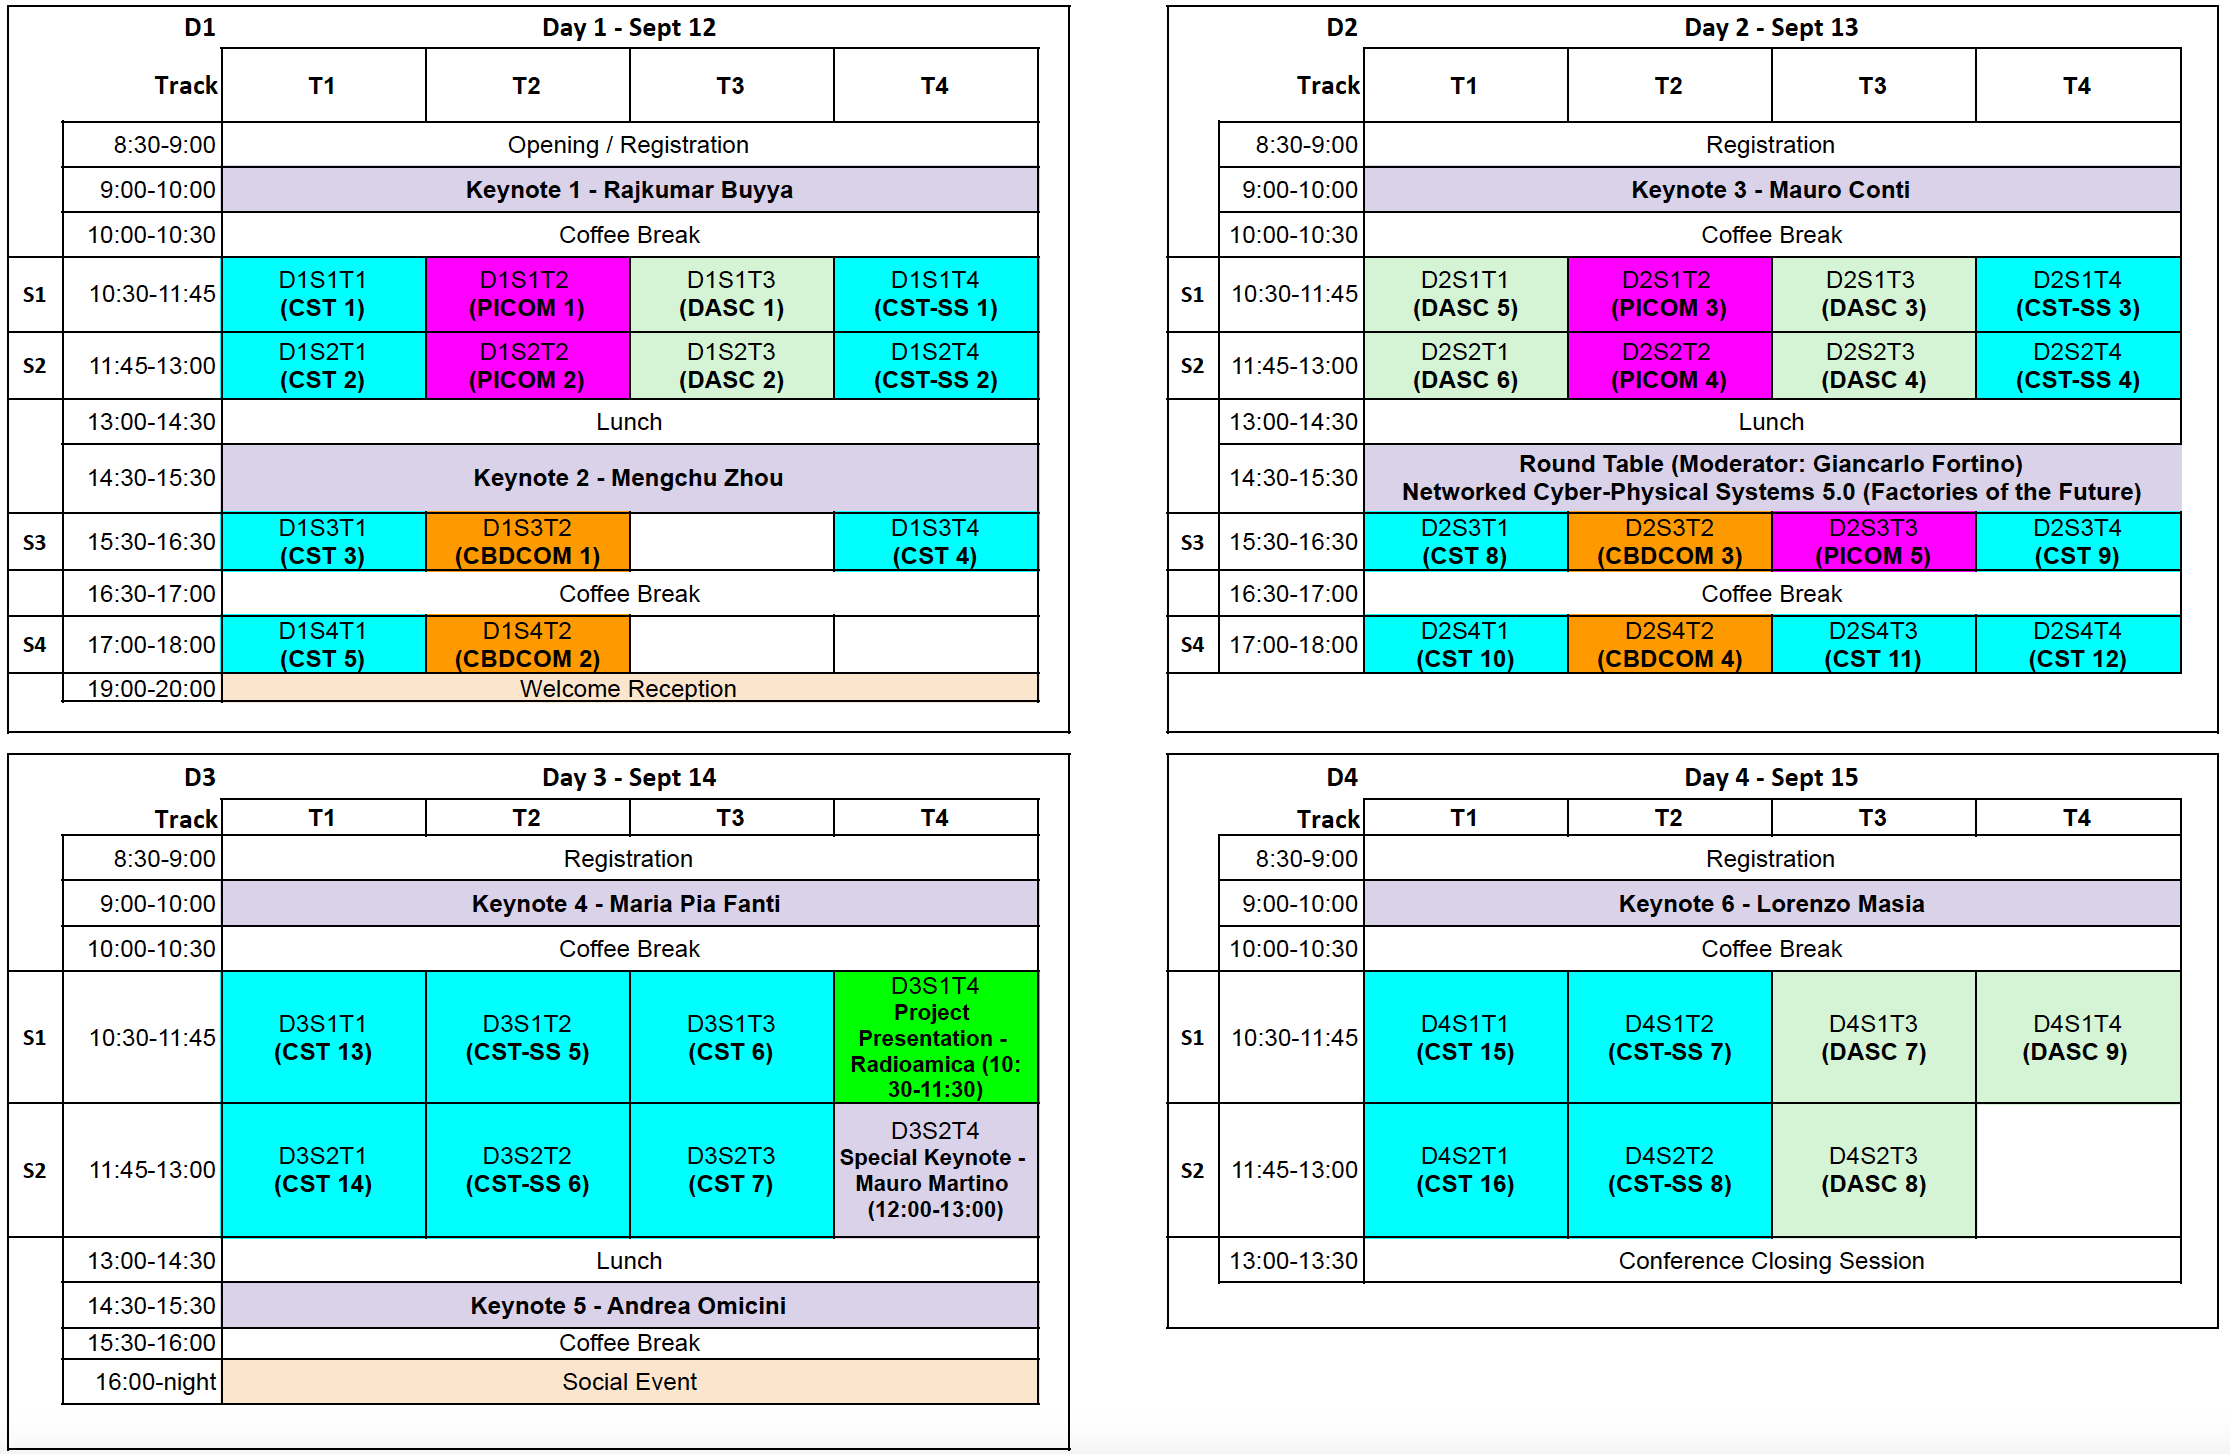 D1 Day 1 - Sept 12
Track T1 T2 T3 T4
8:30-9:00 Opening / Registration
9:00-10:00 Keynote 1 - Rajkumar Buyya
10:00-10:30 Coffee Break
S1 10:30-11:45 D1S1T1 (CST 1) D1S1T2 (PICOM 1) D1S1T3 (DASC 1) D1S1T4 (CST-SS 1)
S2 11:45-13:00 D1S2T1 (CST 2) D1S2T2 (PICOM 2) D1S2T3 (DASC 2) D1S2T4 (CST-SS 2)
13:00-14:30 Lunch
14:30-15:30 Keynote 2 - Mengchu Zhou
S3 15:30-16:30 D1S3T1 (CST 3) D1S3T2 (CBDCOM 1) D1S3T4 (CST 4)
16:30-17:00 Coffee Break
S4 17:00-18:00 D1S4T1 (CST 5) D1S4T2 (CBDCOM 2)
19:00-20:00 Welcome Reception
D2 Day 2 - Sept 13
Track T1 T2 T3 T4
8:30-9:00 Registration
9:00-10:00 Keynote 3 - Mauro Conti
10:00-10:30 Coffee Break
S1 10:30-11:45 D2S1T1 (DASC 5) D2S1T2 (PICOM 3) D2S1T3 (DASC 3) D2S1T4 (CST-SS 3)
S2 11:45-13:00 D2S2T1 (DASC 6) D2S2T2 (PICOM 4) D2S2T3 (DASC 4) D2S2T4 (CST-SS 4)
13:00-14:30 Lunch
14:30-15:30 Round Table (Moderator: Giancarlo Fortino)
Networked Cyber-Physical Systems 5.0 (Factories of the Future)
S3 15:30-16:30 D2S3T1 (CST 8) D2S3T2 (CBDCOM 3) D2S3T3 (PICOM 5) D2S3T4 (CST 9)
16:30-17:00 Coffee Break
S4 17:00-18:00 D2S4T1 (CST 10) D2S4T2 (CBDCOM 4) D2S4T3 (CST 11) D2S4T4 (CST 12)
D3 Day 3 - Sept 14
Track T1 T2 T3 T4
8:30-9:00 Registration
9:00-10:00 Keynote 4 - Maria Pia Fanti
10:00-10:30 Coffee Break
S1 10:30-11:45 D3S1T1 (CST 13) D3S1T2 (CST-SS 5) D3S1T3 (CST 6) D3S1T4
Project
Presentation -
Radioamica (10:
30-11:30)
S2 11:45-13:00 D3S2T1 (CST 14) D3S2T2 (CST-SS 6) D3S2T3 (CST 7) D3S2T4
Special Keynote -
Mauro Martino
(12:00-13:00)
13:00-14:30 Lunch
14:30-15:30 Keynote 5 - Andrea Omicini
15:30-16:00 Coffee Break
16:00-night Social Event
D4 Day 4 - Sept 15
Track T1 T2 T3 T4
8:30-9:00 Registration
9:00-10:00 Keynote 6 - Lorenzo Masia
10:00-10:30 Coffee Break
S1 10:30-11:45 D4S1T1 (CST 15) D4S1T2 (CST-SS 7) D4S1T3 (DASC 7) D4S1T4 (DASC 9)
S2 11:45-13:00 D4S2T1 (CST 16) D4S2T2 (CST-SS 8) D4S2T3 (DASC 8)
13:00-13:30 Conference Closing Session